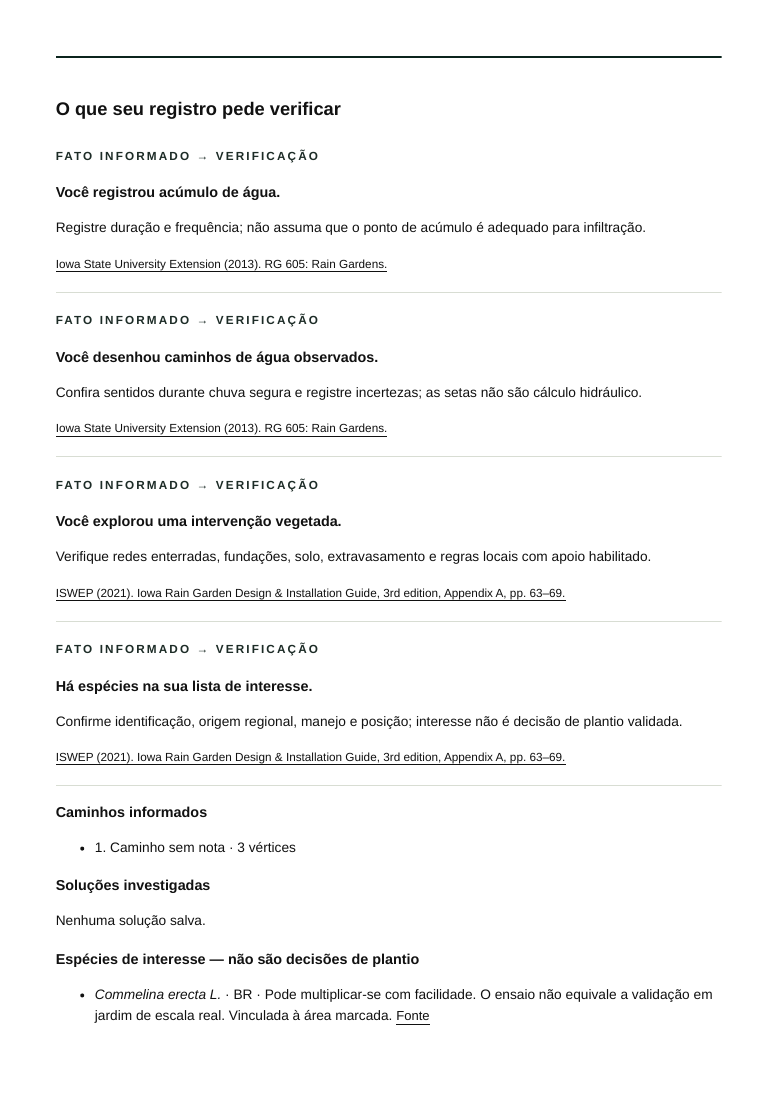 O que seu registro pede verificar
FATO INFORMADO → VERIFICAÇÃO
Você registrou acúmulo de água.
Registre duração e frequência; não assuma que o ponto de acúmulo é adequado para infiltração.
Iowa State University Extension (2013). RG 605: Rain Gardens.
FATO INFORMADO → VERIFICAÇÃO
Você desenhou caminhos de água observados.
Confira sentidos durante chuva segura e registre incertezas; as setas não são cálculo hidráulico.
Iowa State University Extension (2013). RG 605: Rain Gardens.
FATO INFORMADO → VERIFICAÇÃO
Você explorou uma intervenção vegetada.
Verifique redes enterradas, fundações, solo, extravasamento e regras locais com apoio habilitado.
ISWEP (2021). Iowa Rain Garden Design & Installation Guide, 3rd edition, Appendix A, pp. 63–69.
FATO INFORMADO → VERIFICAÇÃO
Há espécies na sua lista de interesse.
Confirme identificação, origem regional, manejo e posição; interesse não é decisão de plantio validada.
ISWEP (2021). Iowa Rain Garden Design & Installation Guide, 3rd edition, Appendix A, pp. 63–69.
Caminhos informados
• 1. Caminho sem nota · 3 vértices
Soluções investigadas
Nenhuma solução salva.
Espécies de interesse — não são decisões de plantio
• Commelina erecta L. · BR · Pode multiplicar-se com facilidade. O ensaio não equivale a validação em
jardim de escala real. Vinculada à área marcada. Fonte